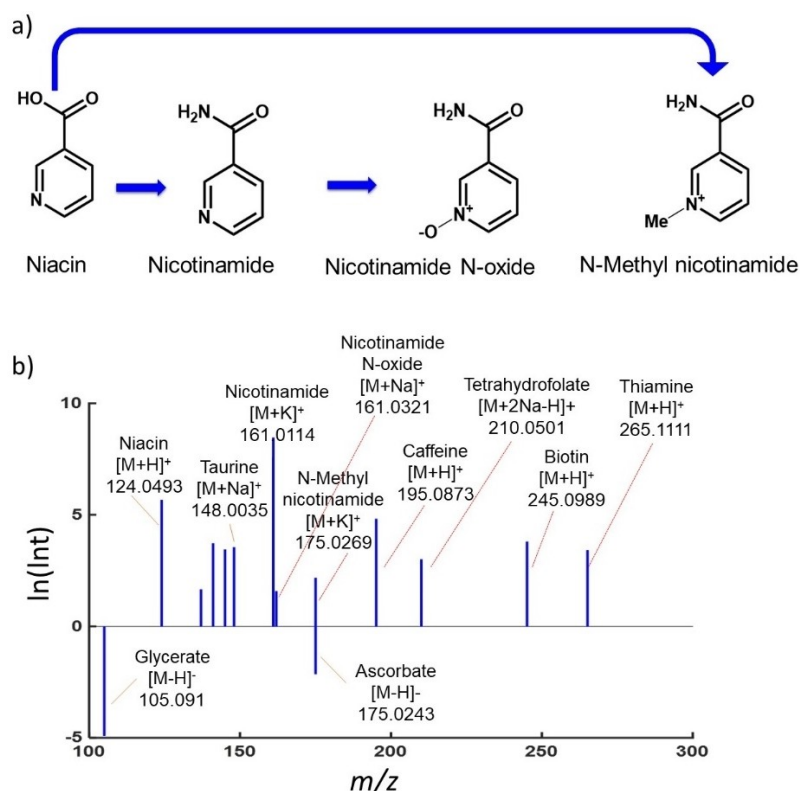 a)
HO
O
N
Niacin
H₂N
O
N
Nicotinamide
H₂N
O
N⁺
-O
Nicotinamide N-oxide
H₂N
O
N⁺
Me
N-Methyl nicotinamide
b)
ln(Int)
10
5
0
-5
100
150
200
250
300
m/z
Niacin
[M+H]⁺
124.0493
Taurine
[M+Na]⁺
148.0035
Nicotinamide
[M+K]⁺
161.0114
Nicotinamide
N-oxide
[M+Na]⁺
161.0321
N-Methyl
nicotinamide
[M+K]⁺
175.0269
Caffeine
[M+H]⁺
195.0873
Tetrahydrofolate
[M+2Na-H]+
210.0501
Biotin
[M+H]⁺
245.0989
Thiamine
[M+H]⁺
265.1111
Glycerate
[M-H]⁻
105.091
Ascorbate
[M-H]-
175.0243